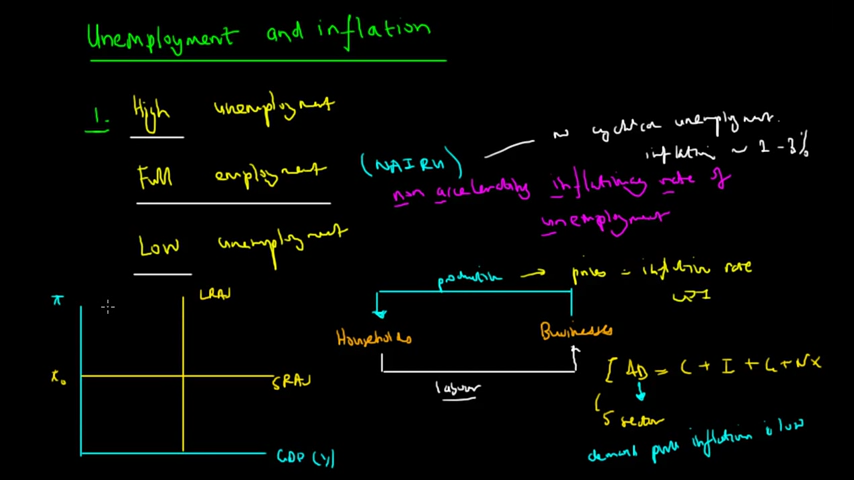 Unemployment and inflation
1. High unemployment
no cyclical unemployment.
inflation ~ 1-3%
Full employment (NAIRU)
non accelerating inflationary rate of
unemployment
Low unemployment
production → prices = inflation rate
π
LRAS
Households
Businesses
labour
π₀
SRAS
[ AD = C + I + G + NX
5 sector
demand pull inflation is low
GDP (Y)